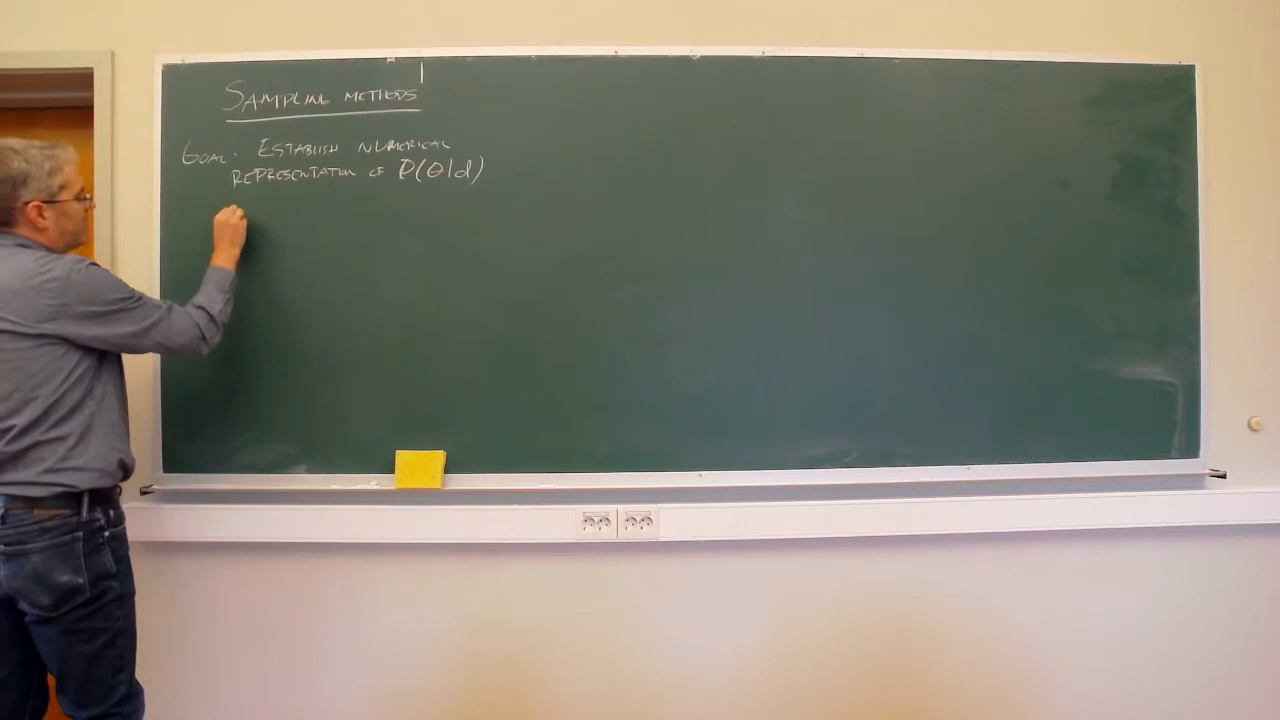 SAMPLING METHODS
GOAL: ESTABLISH NUMERICAL
REPRESENTATION OF P(θ|d)